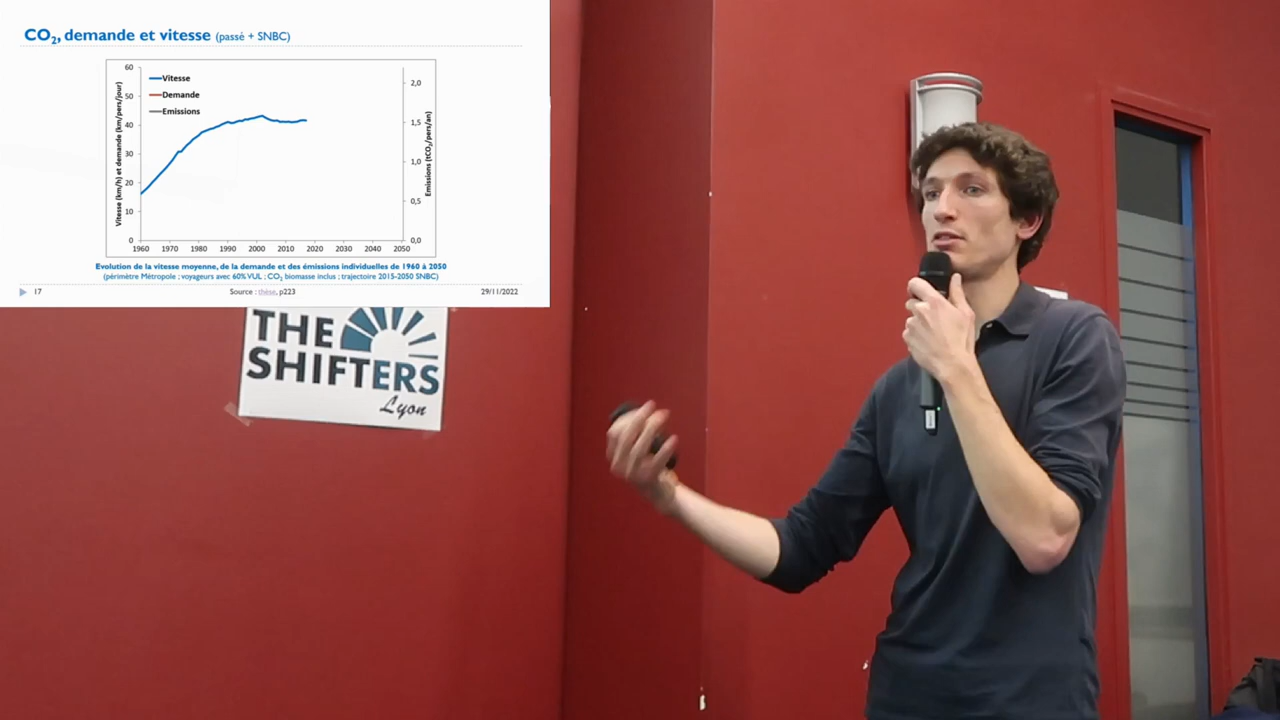 CO₂, demande et vitesse (passé + SNBC)
60
50
40
30
20
10
0
Vitesse
Demande
Emissions
2,0
1,5
1,0
0,5
0,0
1960 1970 1980 1990 2000 2010 2020 2030 2040 2050
Vitesse (km/h) et demande (km/pers/jour)
Emissions (tCO₂/pers/an)
Evolution de la vitesse moyenne, de la demande et des émissions individuelles de 1960 à 2050
(périmètre Métropole ; voyageurs avec 60% VUL ; CO₂ biomasse inclus ; trajectoire 2015-2050 SNBC)
17 Source : thèse, p223 29/11/2022
THE
SHIFTERS
Lyon